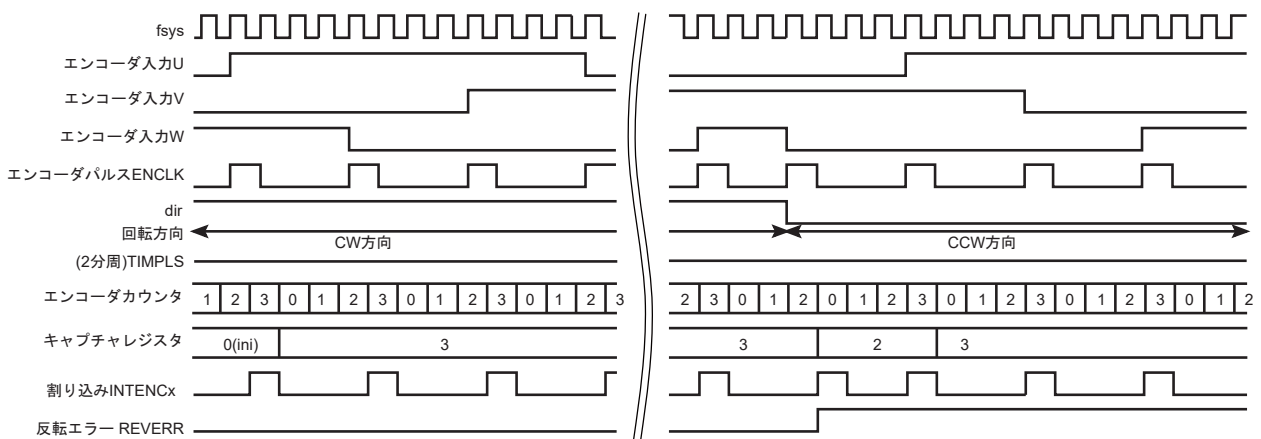 fsys
エンコーダ入力U
エンコーダ入力V
エンコーダ入力W
エンコーダパルスENCLK
dir
回転方向 CW方向 CCW方向
(2分周)TIMPLS
エンコーダカウンタ 1 2 3 0 1 2 3 0 1 2 3 0 1 2 3 2 3 0 1 2 0 1 2 3 0 1 2 3 0 1 2 3 0 1 2
キャプチャレジスタ 0(ini) 3 3 2 3
割り込みINTENCx
反転エラー REVERR